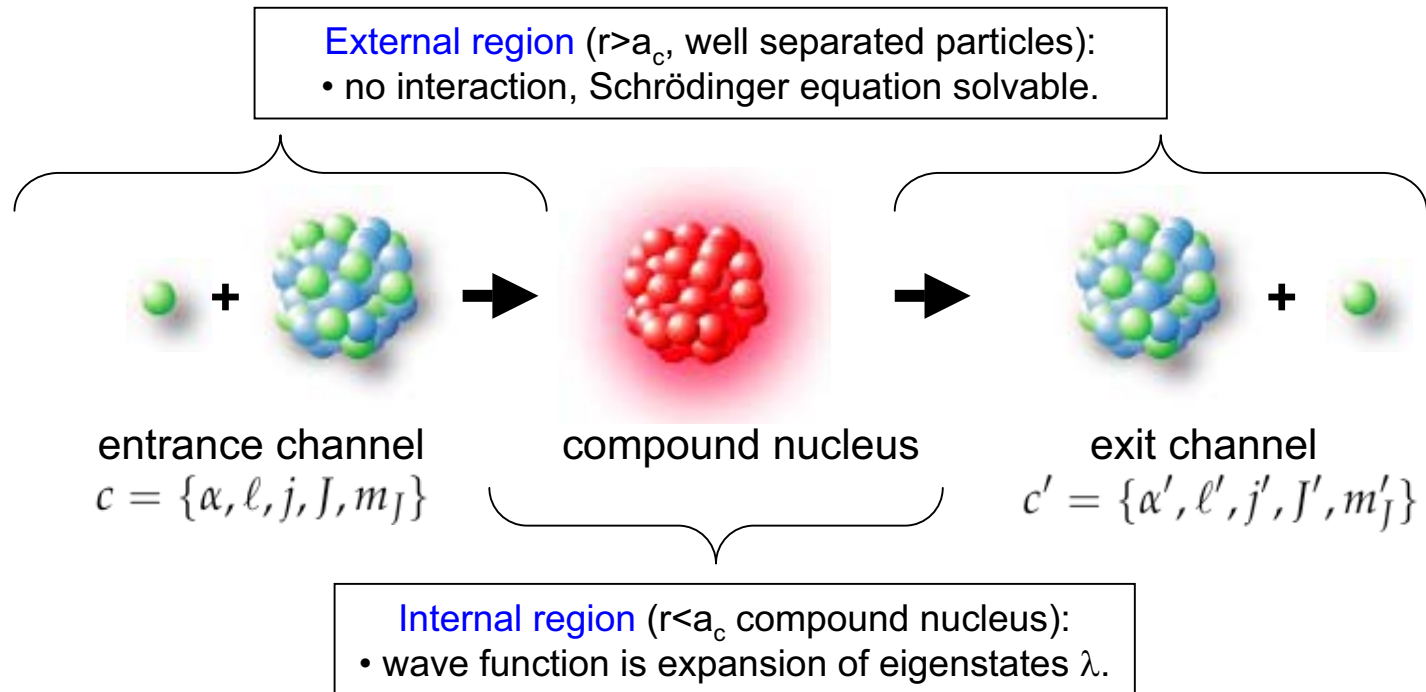 External region (r>a_c, well separated particles):
• no interaction, Schrödinger equation solvable.
+
+
entrance channel
compound nucleus
exit channel
c = {α, ℓ, j, J, m_J}
c′ = {α′, ℓ′, j′, J′, m′_J}
Internal region (r<a_c compound nucleus):
• wave function is expansion of eigenstates λ.